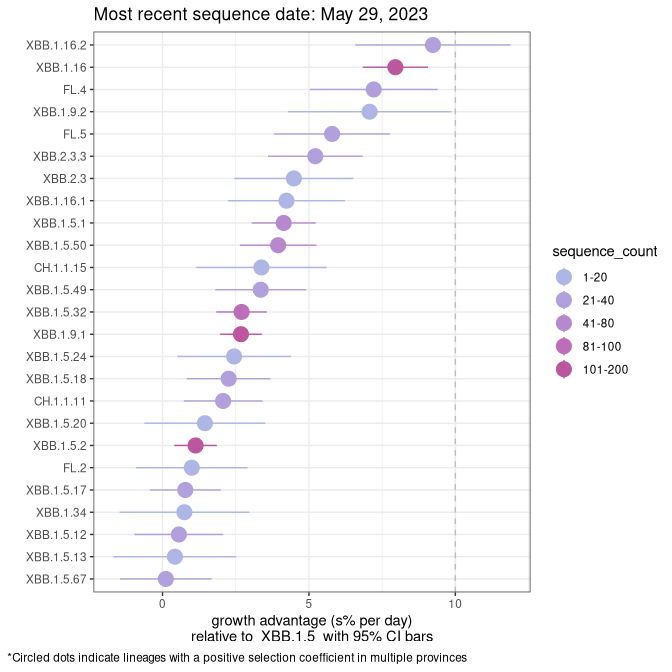 Most recent sequence date: May 29, 2023
XBB.1.16.2
XBB.1.16
FL.4
XBB.1.9.2
FL.5
XBB.2.3.3
XBB.2.3
XBB.1.16.1
XBB.1.5.1
XBB.1.5.50
CH.1.1.15
XBB.1.5.49
XBB.1.5.32
XBB.1.9.1
XBB.1.5.24
XBB.1.5.18
CH.1.1.11
XBB.1.5.20
XBB.1.5.2
FL.2
XBB.1.5.17
XBB.1.34
XBB.1.5.12
XBB.1.5.13
XBB.1.5.67
0 5 10
growth advantage (s% per day)
relative to XBB.1.5 with 95% CI bars
sequence_count
1-20
21-40
41-80
81-100
101-200
*Circled dots indicate lineages with a positive selection coefficient in multiple provinces